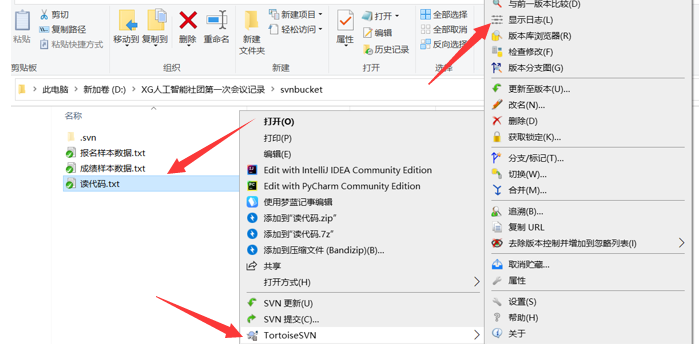 剪切
复制路径
粘贴
粘贴快捷方式
剪贴板
移动到
复制到
删除
重命名
组织
新建
文件夹
新建项目
轻松访问
新建
属性
打开
编辑
历史记录
打开
全部选择
全部取消
反向选择
选择
此电脑
新加卷 (D:)
XG人工智能社团第一次会议记录
svnbucket
名称
.svn
报名样本数据.txt
成绩样本数据.txt
读代码.txt
打开(O)
打印(P)
编辑(E)
Edit with IntelliJ IDEA Community Edition
Edit with PyCharm Community Edition
使用梦蓝记事编辑
添加到"读代码.zip"
添加到"读代码.7z"
添加到压缩文件 (Bandizip)(B)...
共享
打开方式(H)
SVN 更新(U)
SVN 提交(C)...
TortoiseSVN
与前一版本比较(D)
显示日志(L)
版本库浏览器(R)
检查修改(F)
版本分支图(G)
更新至版本(U)...
改名(N)...
删除(D)
获取锁定(K)...
分支/标记(T)...
切换(W)...
合并(M)...
追溯(B)...
复制 URL
去除版本控制并增加到忽略列表(I)
取消贮藏...
属性
设置(S)
帮助(H)
关于